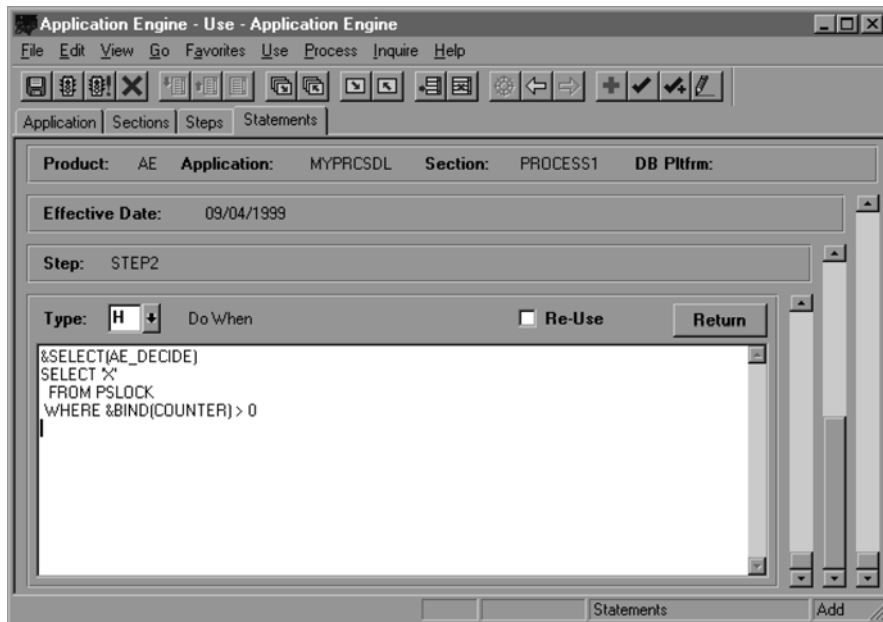 Application Engine - Use - Application Engine
File Edit View Go Favorites Use Process Inquire Help
Application Sections Steps Statements
Product: AE Application: MYPRCSDL Section: PROCESS1 DB Pltfrm:
Effective Date: 09/04/1999
Step: STEP2
Type: H Do When Re-Use Return
&SELECT(AE_DECIDE)
SELECT 'X'
FROM PSLOCK
WHERE &BIND(COUNTER) > 0
Statements Add